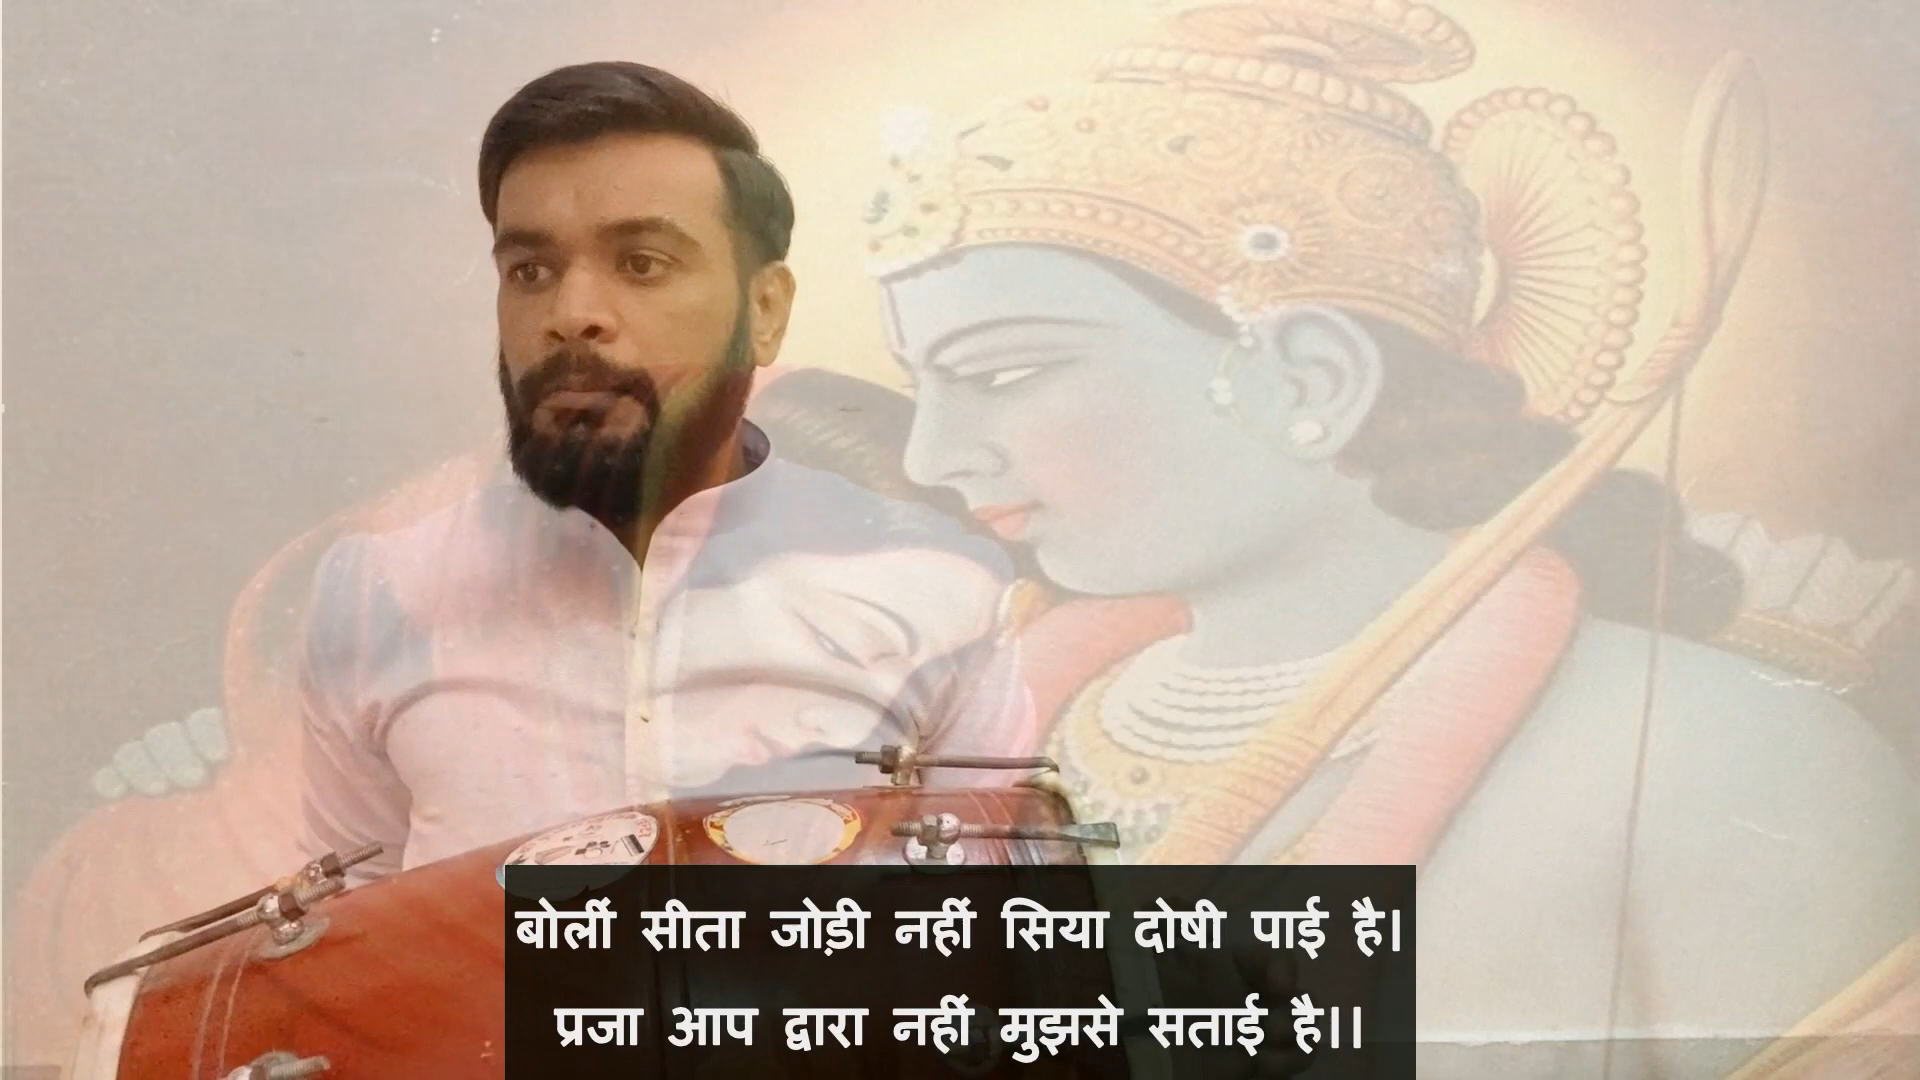 बोलीं सीता जोड़ी नहीं सिया दोषी पाई है।
प्रजा आप द्वारा नहीं मुझसे सताई है।।